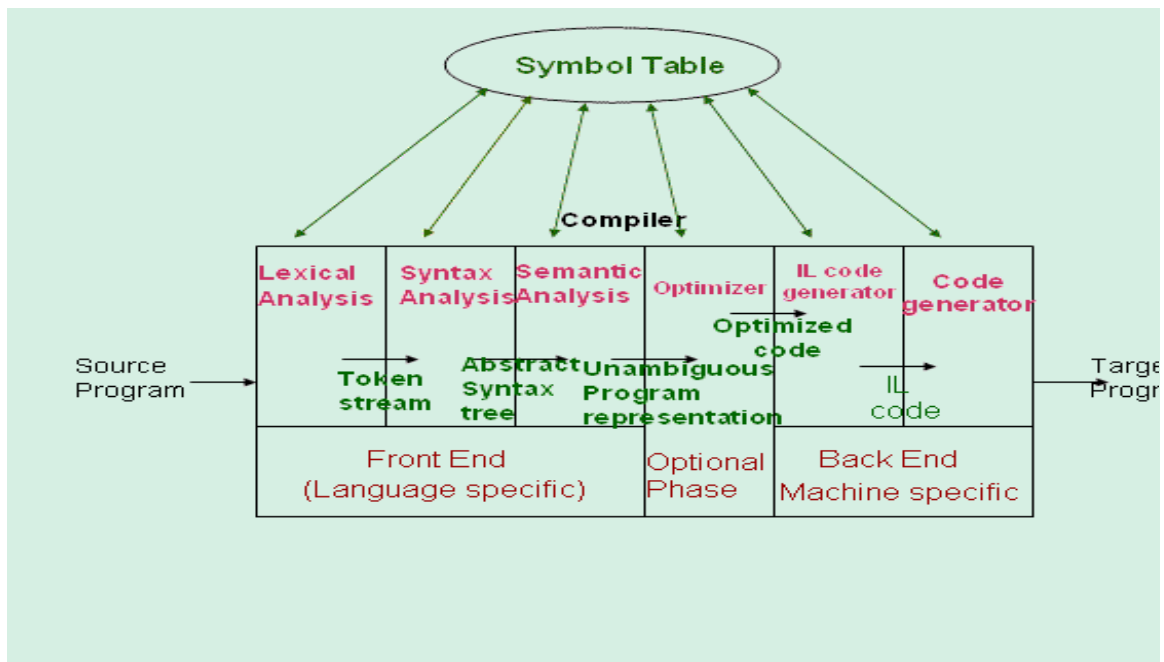 Symbol Table
Compiler
Lexical
Analysis
Syntax
Analysis
Semantic
Analysis
Optimizer
IL code
generator
Code
generator
Source
Program
Token
stream
Abstract
Syntax
tree
Unambiguous
Program
representation
Optimized
code
IL
code
Targe
Progr
Front End
(Language specific)
Optional
Phase
Back End
Machine specific